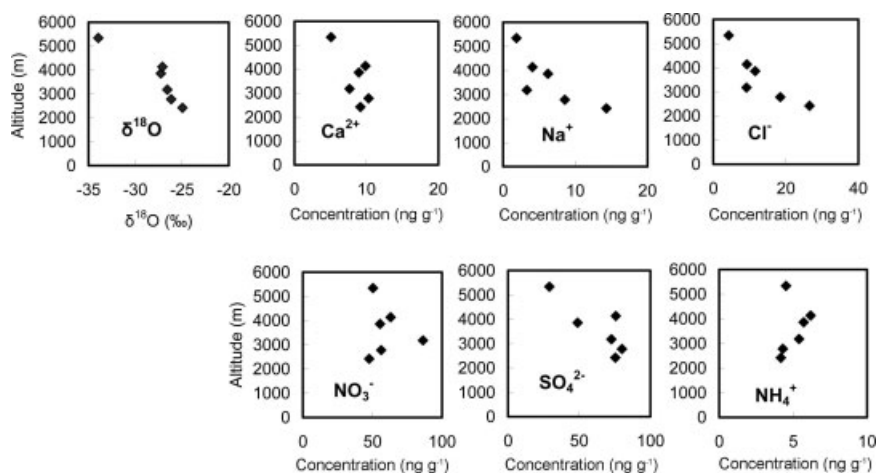 6000 6000 6000 6000
5000 5000 5000 5000
4000 4000 4000 4000
3000 3000 3000 3000
2000 2000 2000 2000
1000 1000 1000 1000
0 0 0 0
Altitude (m)
δ¹⁸O Ca²⁺ Na⁺ Cl⁻
-35 -30 -25 -20 0 10 20 0 10 20 0 20 40
δ¹⁸O (‰) Concentration (ng g⁻¹) Concentration (ng g⁻¹) Concentration (ng g⁻¹)
6000 6000 6000
5000 5000 5000
4000 4000 4000
3000 3000 3000
2000 2000 2000
1000 1000 1000
0 0 0
Altitude (m)
NO₃⁻ SO₄²⁻ NH₄⁺
50 100 0 50 100 0 5 10
Concentration (ng g⁻¹) Concentration (ng g⁻¹) Concentration (ng g⁻¹)